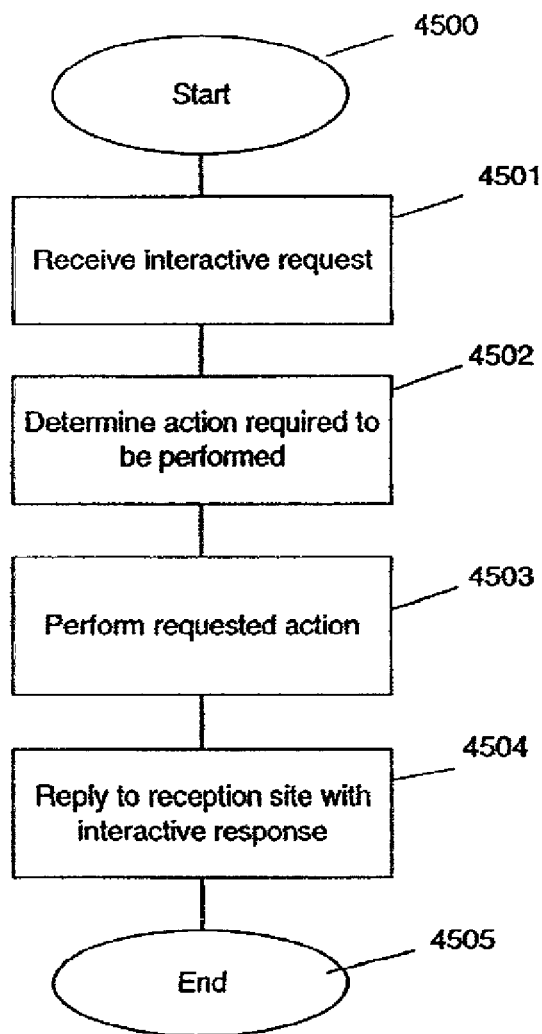 4500
Start
4501
Receive interactive request
4502
Determine action required to
be performed
4503
Perform requested action
4504
Reply to reception site with
interactive response
4505
End